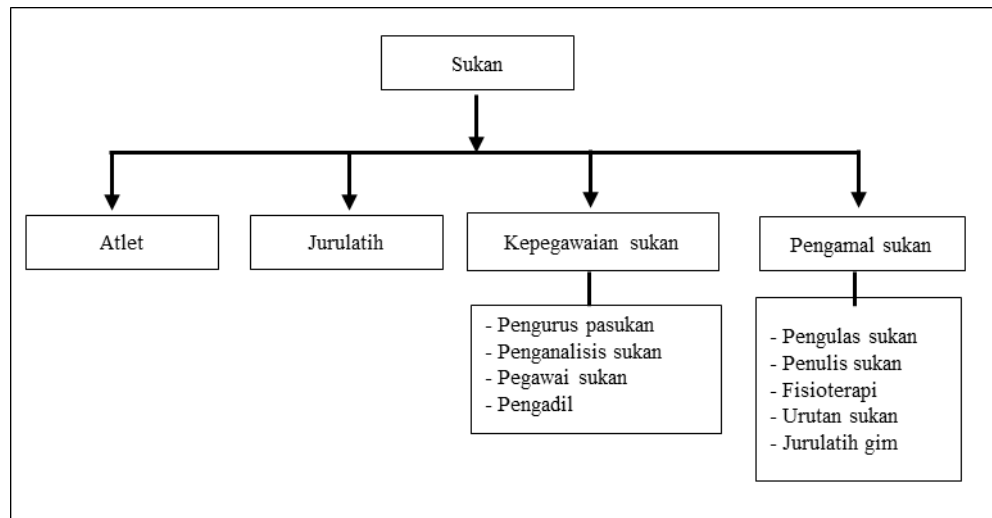 Sukan
Atlet
Jurulatih
Kepegawaian sukan
Pengamal sukan
- Pengurus pasukan
- Penganalisis sukan
- Pegawai sukan
- Pengadil
- Pengulas sukan
- Penulis sukan
- Fisioterapi
- Urutan sukan
- Jurulatih gim